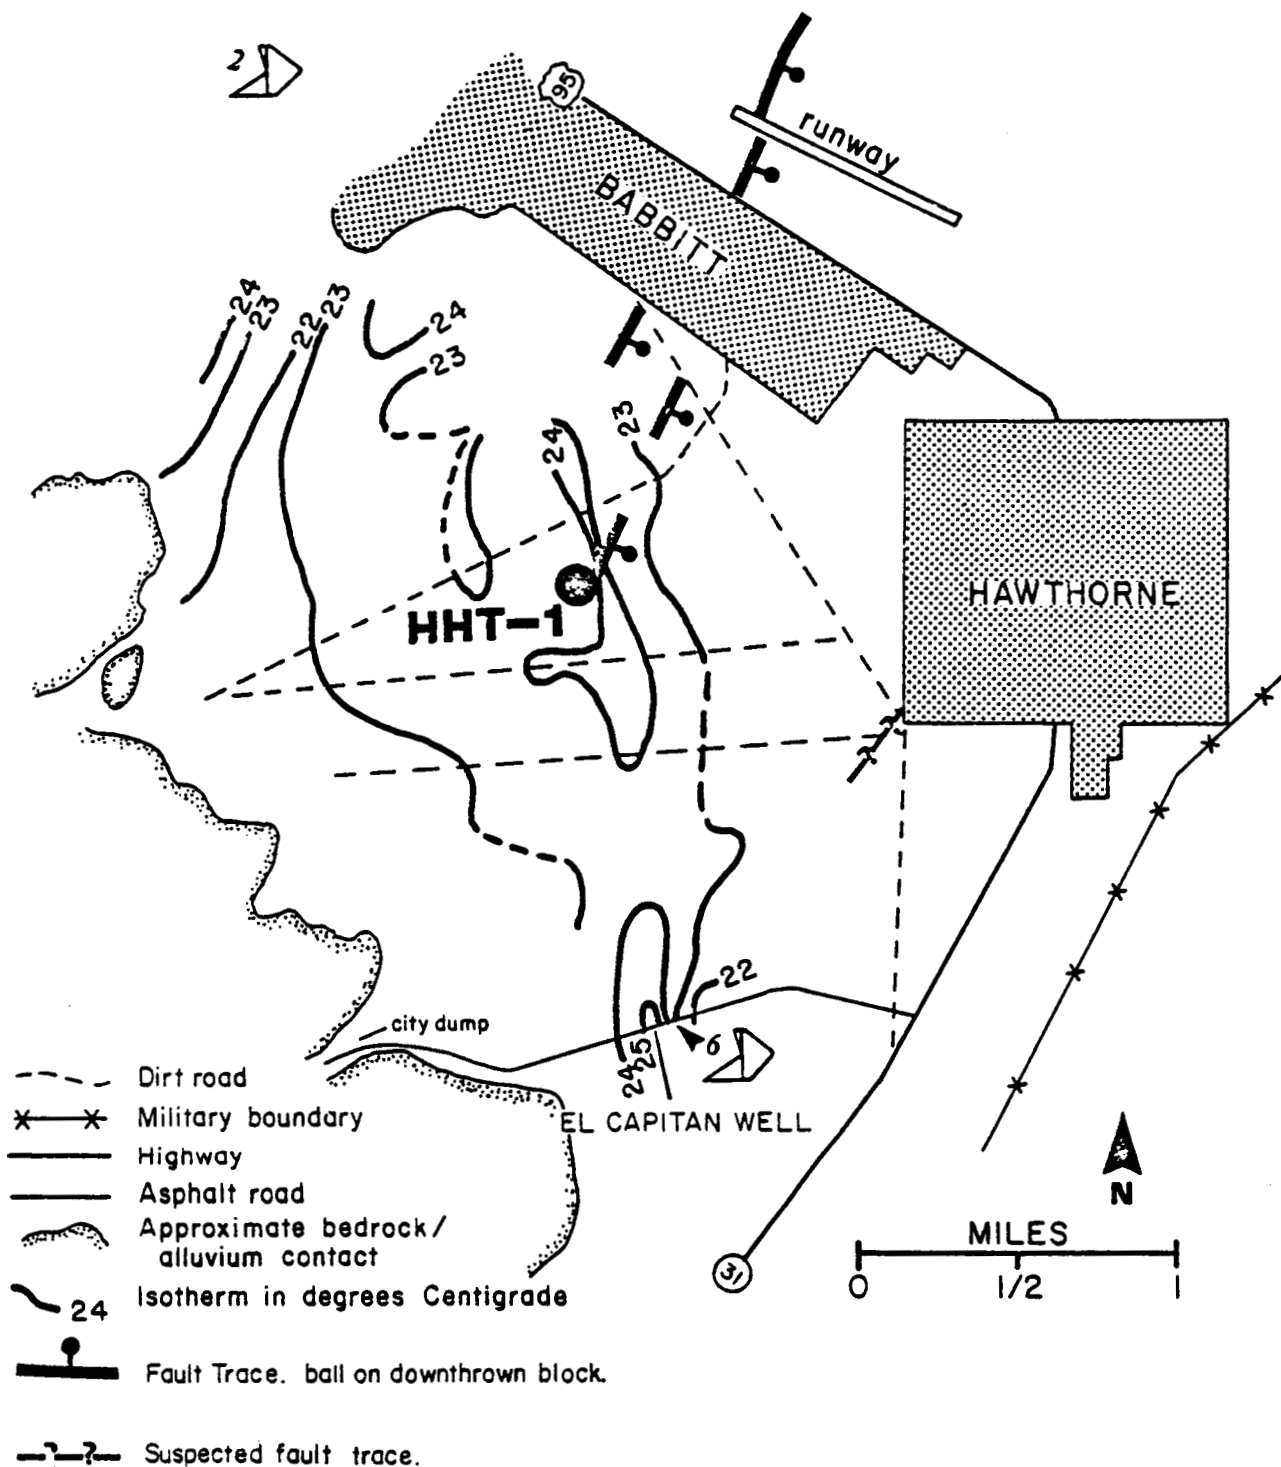 2
95
runway
BABBITT
24
23
22
23
24
23
24
23
HHT-1
HAWTHORNE
22
city dump
6
24
25
EL CAPITAN WELL
31
N
MILES
0 1/2 1
Dirt road
Military boundary
Highway
Asphalt road
Approximate bedrock/
alluvium contact
24 Isotherm in degrees Centigrade
Fault Trace. ball on downthrown block.
?
? Suspected fault trace.